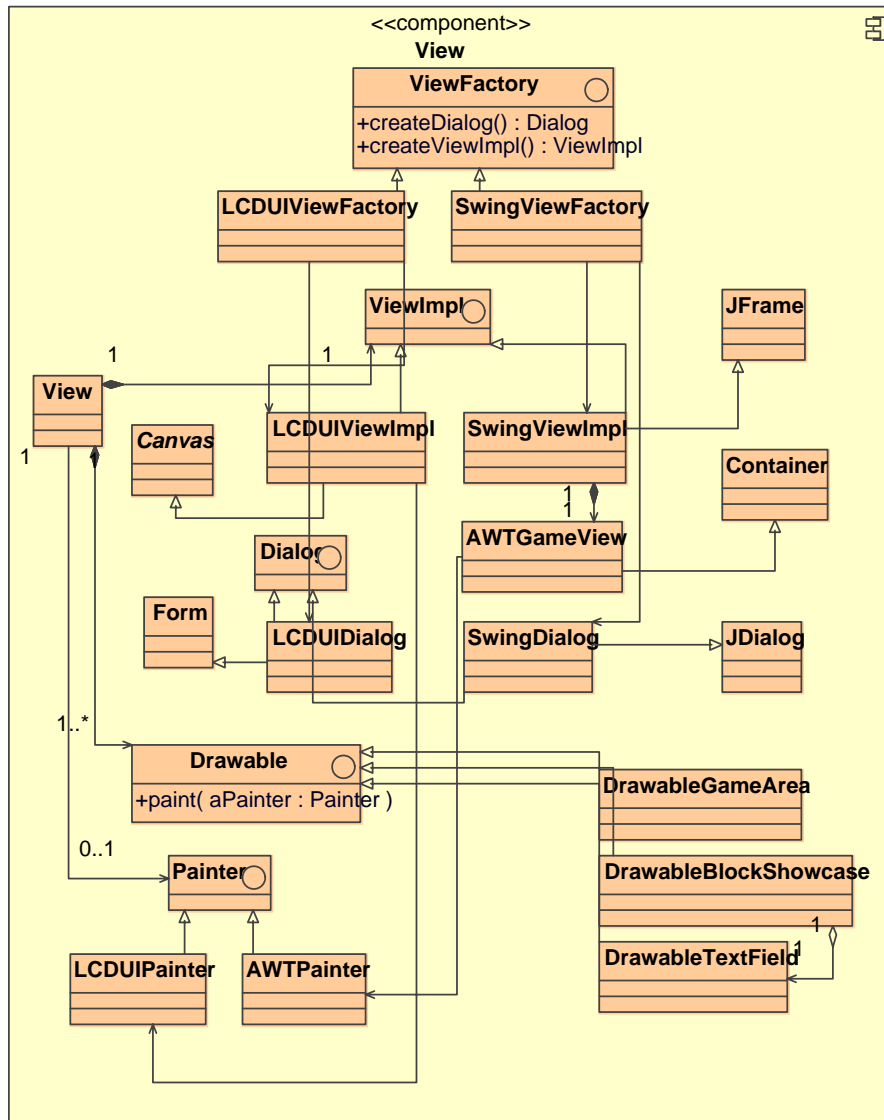 <<component>>
View
ViewFactory
+createDialog() : Dialog
+createViewImpl() : ViewImpl
LCDUIViewFactory
SwingViewFactory
ViewImpl
JFrame
1
1
View
LCDUIViewImpl
SwingViewImpl
Canvas
1
1
Container
1
1
AWTGameView
Dialog
Form
LCDUIDialog
SwingDialog
JDialog
1..*
Drawable
+paint( aPainter : Painter )
DrawableGameArea
0..1
Painter
DrawableBlockShowcase
1
1
DrawableTextField
LCDUIPainter
AWTPainter